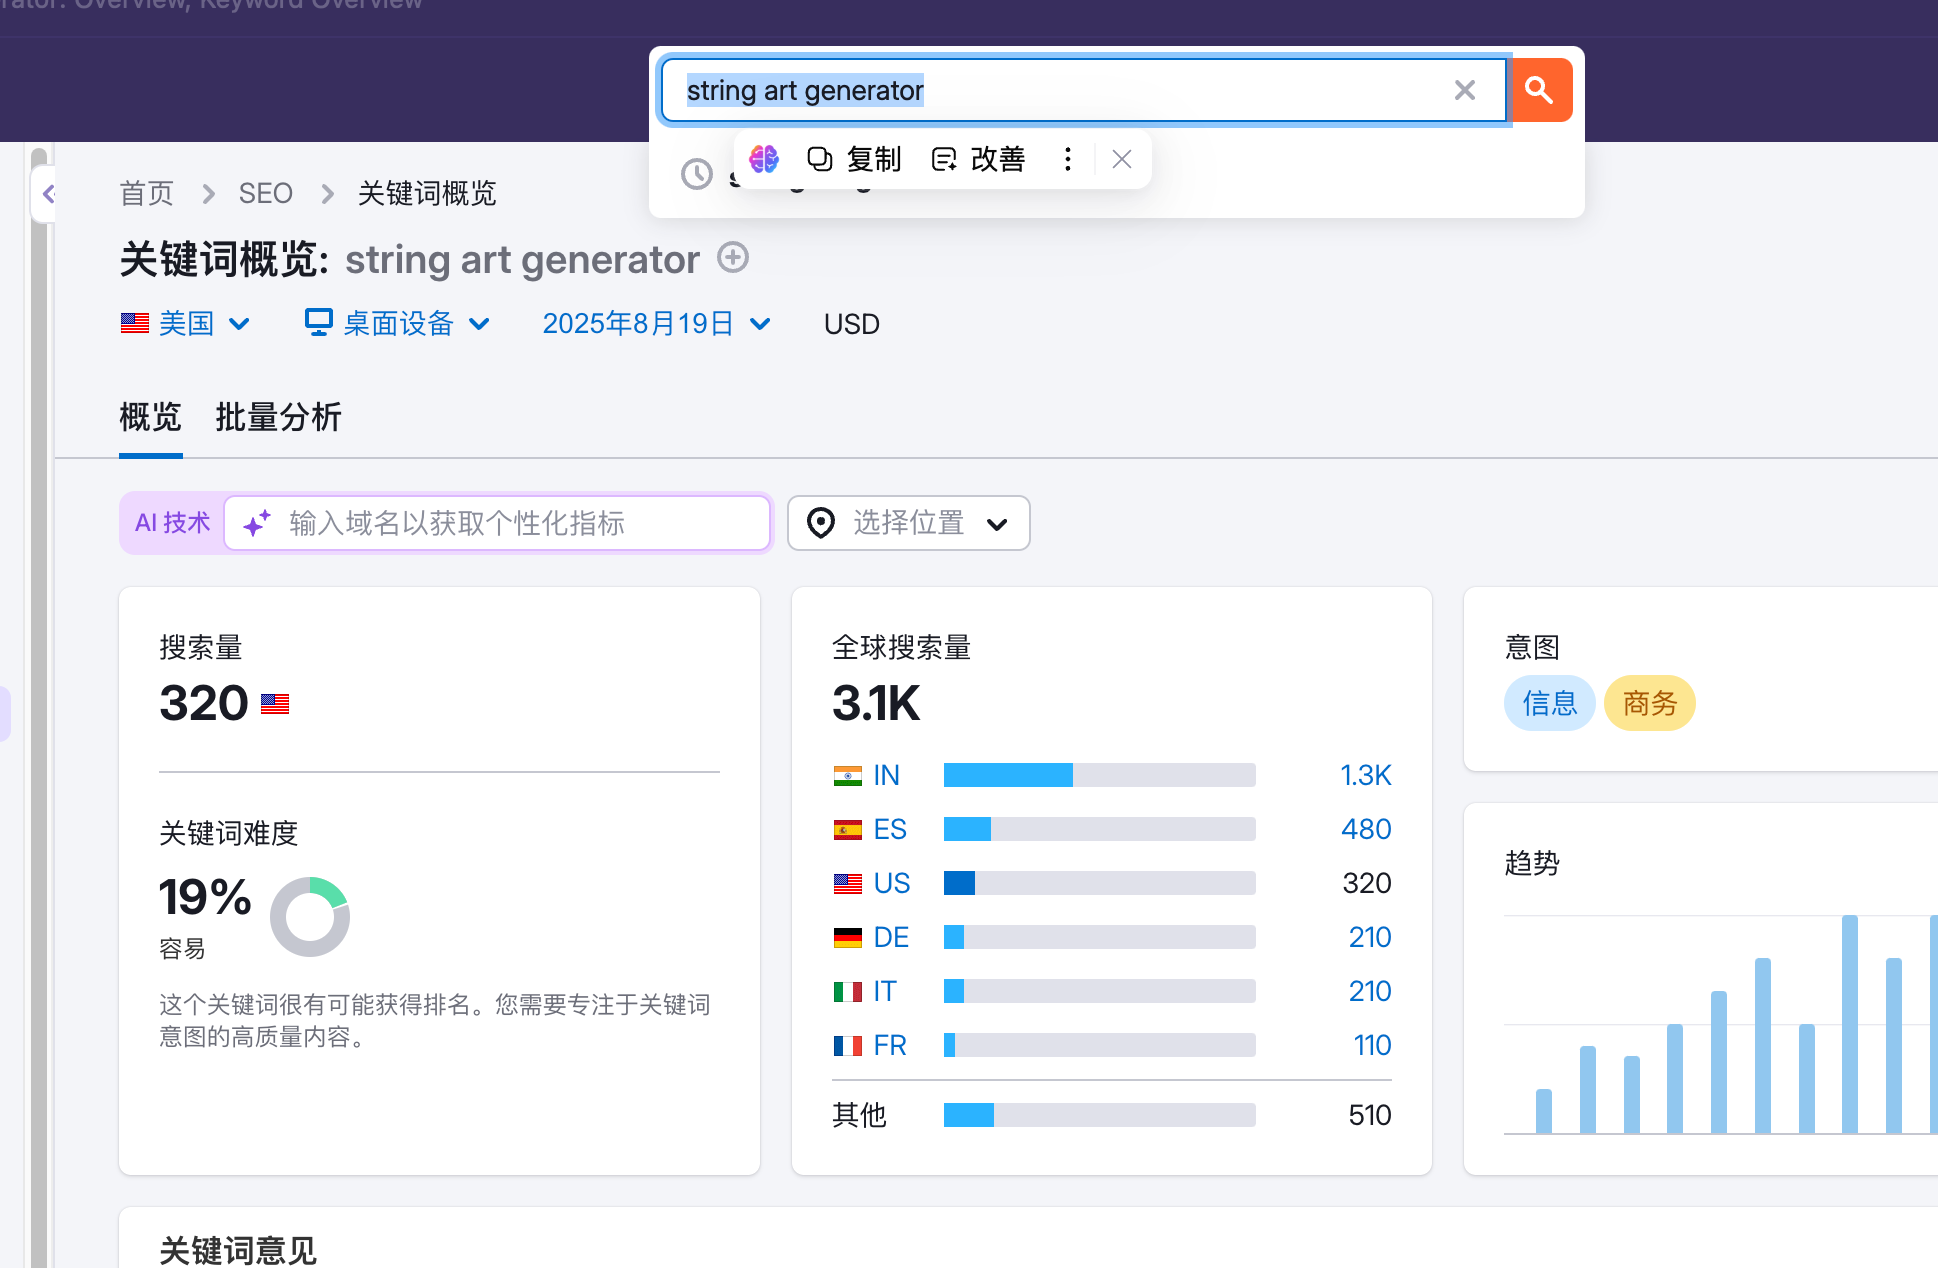 rator: Overview, Keyword Overview
string art generator
复制 改善
首页 SEO 关键词概览
关键词概览: string art generator
美国 桌面设备 2025年8月19日 USD
概览 批量分析
AI 技术 输入域名以获取个性化指标 选择位置
搜索量
320
关键词难度
19%
容易
这个关键词很有可能获得排名。您需要专注于关键词
意图的高质量内容。
全球搜索量
3.1K
IN 1.3K
ES 480
US 320
DE 210
IT 210
FR 110
其他 510
意图
信息 商务
趋势
关键词意见